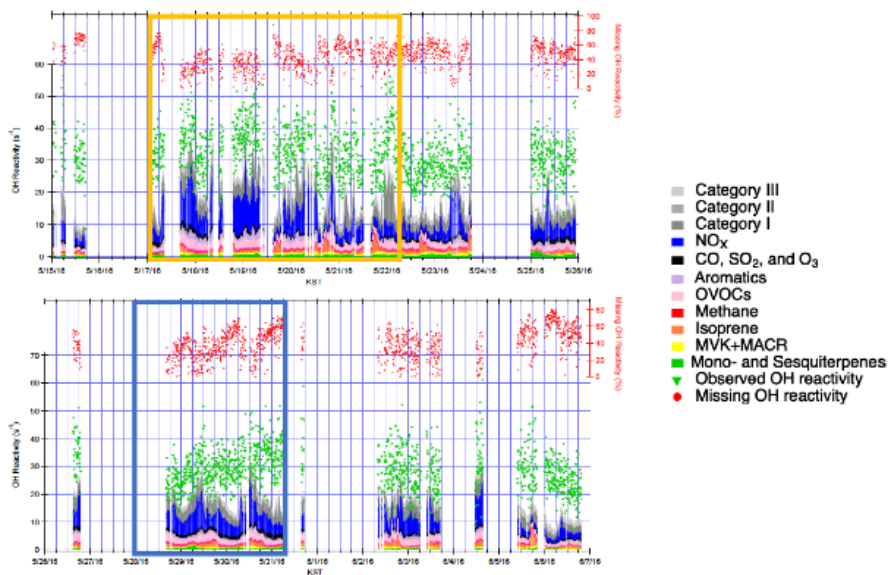 100
80
60
40
20
0
Missing OH Reactivity (%)
60
50
40
30
20
10
0
OH Reactivity (s⁻¹)
5/15/16 5/16/16 5/17/16 5/18/16 5/19/16 5/20/16 5/21/16 5/22/16 5/23/16 5/24/16 5/25/16 5/26/16
KST
80
60
40
20
0
Missing OH Reactivity (%)
70
60
50
40
30
20
10
0
OH Reactivity (s⁻¹)
5/26/16 5/27/16 5/28/16 5/29/16 5/30/16 5/31/16 6/1/16 6/2/16 6/3/16 6/4/16 6/5/16 6/6/16 6/7/16
KST
Category III
Category II
Category I
NOX
CO, SO₂, and O₃
Aromatics
OVOCs
Methane
Isoprene
MVK+MACR
Mono- and Sesquiterpenes
Observed OH reactivity
Missing OH reactivity